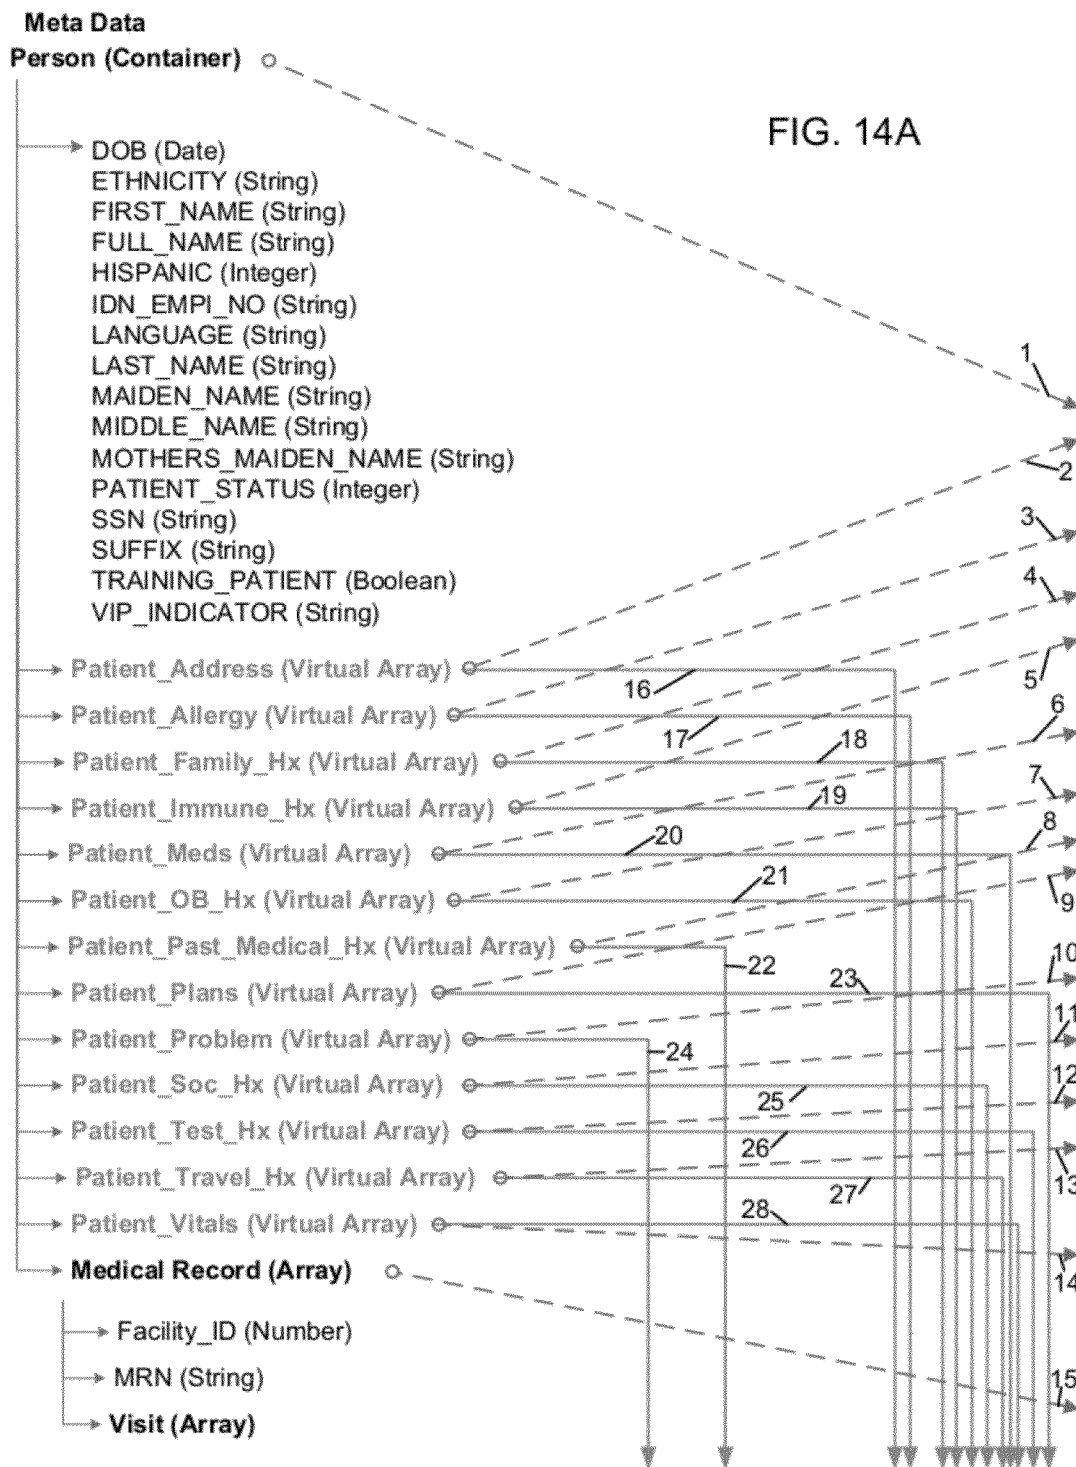 Meta Data
Person (Container)
FIG. 14A
DOB (Date)
ETHNICITY (String)
FIRST_NAME (String)
FULL_NAME (String)
HISPANIC (Integer)
IDN_EMPI_NO (String)
LANGUAGE (String)
LAST_NAME (String)
1
MAIDEN_NAME (String)
MIDDLE_NAME (String)
MOTHERS_MAIDEN_NAME (String)
2
PATIENT_STATUS (Integer)
SSN (String)
3
SUFFIX (String)
TRAINING_PATIENT (Boolean)
4
VIP_INDICATOR (String)
Patient_Address (Virtual Array)
16
5
Patient_Allergy (Virtual Array)
6
17
18
Patient_Family_Hx (Virtual Array)
7
Patient_Immune_Hx (Virtual Array)
19
20
8
Patient_Meds (Virtual Array)
21
9
Patient_OB_Hx (Virtual Array)
Patient_Past_Medical_Hx (Virtual Array)
10
22
23
Patient_Plans (Virtual Array)
11
Patient_Problem (Virtual Array)
24
12
Patient_Soc_Hx (Virtual Array)
25
Patient_Test_Hx (Virtual Array)
26
Patient_Travel_Hx (Virtual Array)
27
13
28
Patient_Vitals (Virtual Array)
Medical Record (Array)
14
Facility_ID (Number)
MRN (String)
15
Visit (Array)